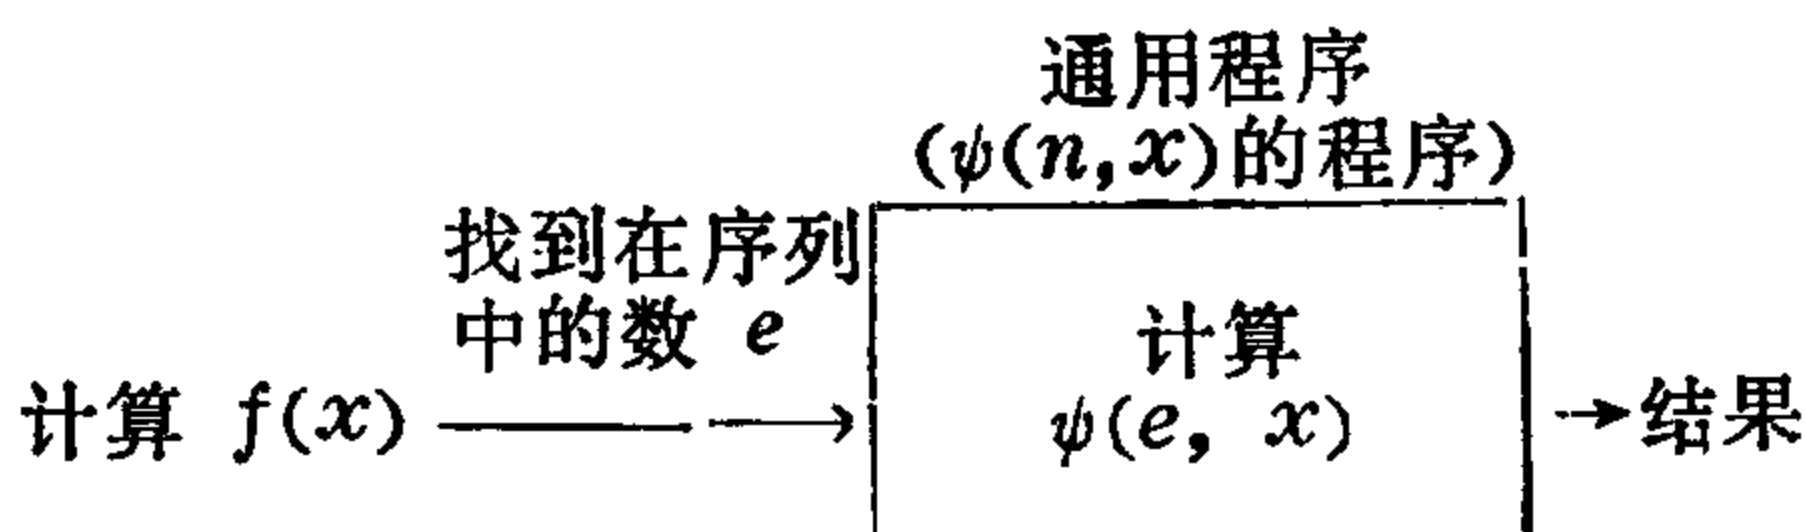 通用程序
(ψ(n,x)的程序)
找到在序列
中的数 e
计算 f(x)
计算
ψ(e, x)
结果